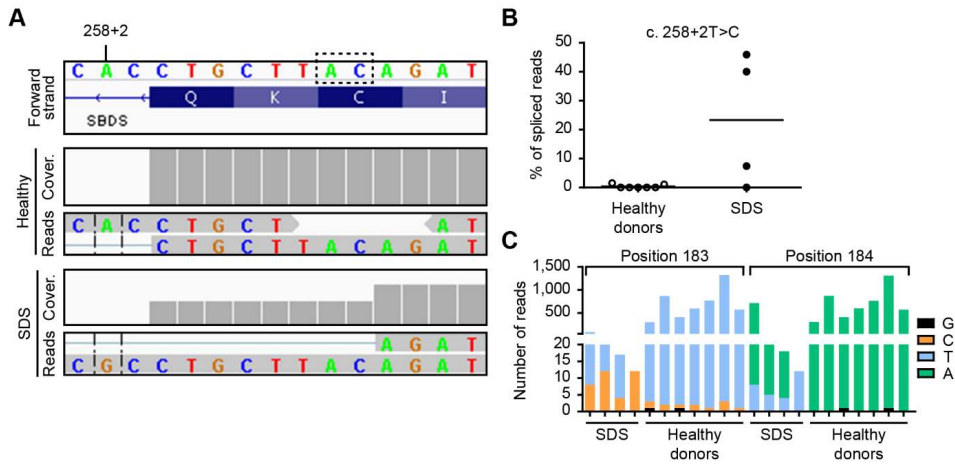 A
258+2
C A C C T G C T T A C A G A T
Forward strand
Q K C I
SBDS
Healthy
Cover.
Reads
C A C C T G C T A T
C T G C T T A C A G A T
SDS
Cover.
Reads
A G A T
C G C C T G C T T A C A G A T
B
c. 258+2T>C
% of spliced reads
50
40
30
20
10
0
Healthy donors
SDS
C
Position 183 Position 184
Number of reads
1,500
1,000
500
20
15
10
5
0
G
C
T
A
SDS Healthy donors SDS Healthy donors